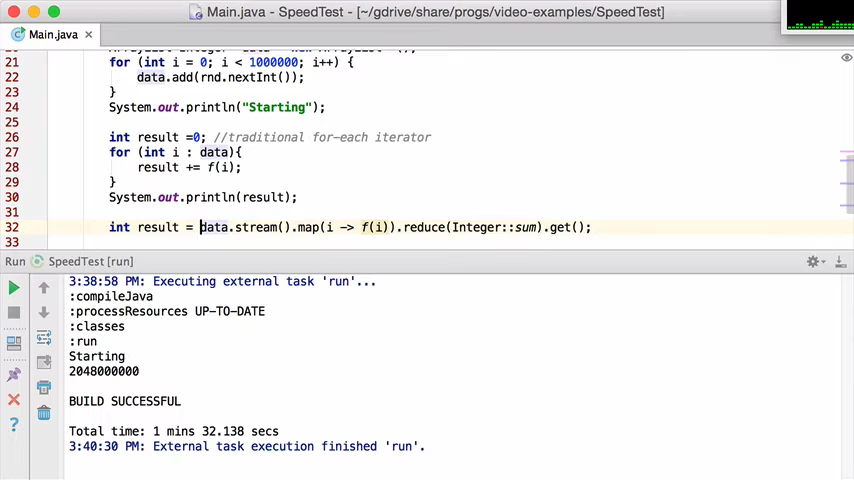 Main.java - SpeedTest - [~/gdrive/share/progs/video-examples/SpeedTest]
Main.java
21 for (int i = 0; i < 1000000; i++) {
22 data.add(rnd.nextInt());
23 }
24 System.out.println("Starting");
25
26 int result =0; //traditional for-each iterator
27 for (int i : data){
28 result += f(i);
29 }
30 System.out.println(result);
31
32 int result = data.stream().map(i -> f(i)).reduce(Integer::sum).get();
33
Run SpeedTest [run]
3:38:58 PM: Executing external task 'run'...
:compileJava
:processResources UP-TO-DATE
:classes
:run
Starting
2048000000
BUILD SUCCESSFUL
Total time: 1 mins 32.138 secs
3:40:30 PM: External task execution finished 'run'.